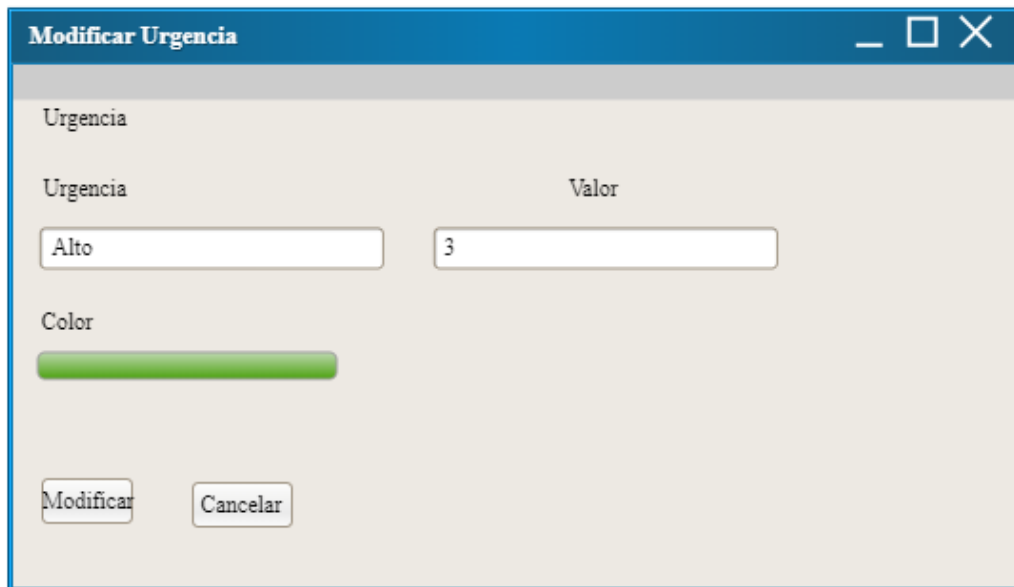 Modificar Urgencia
Urgencia
Urgencia Valor
Alto 3
Color
Modificar Cancelar